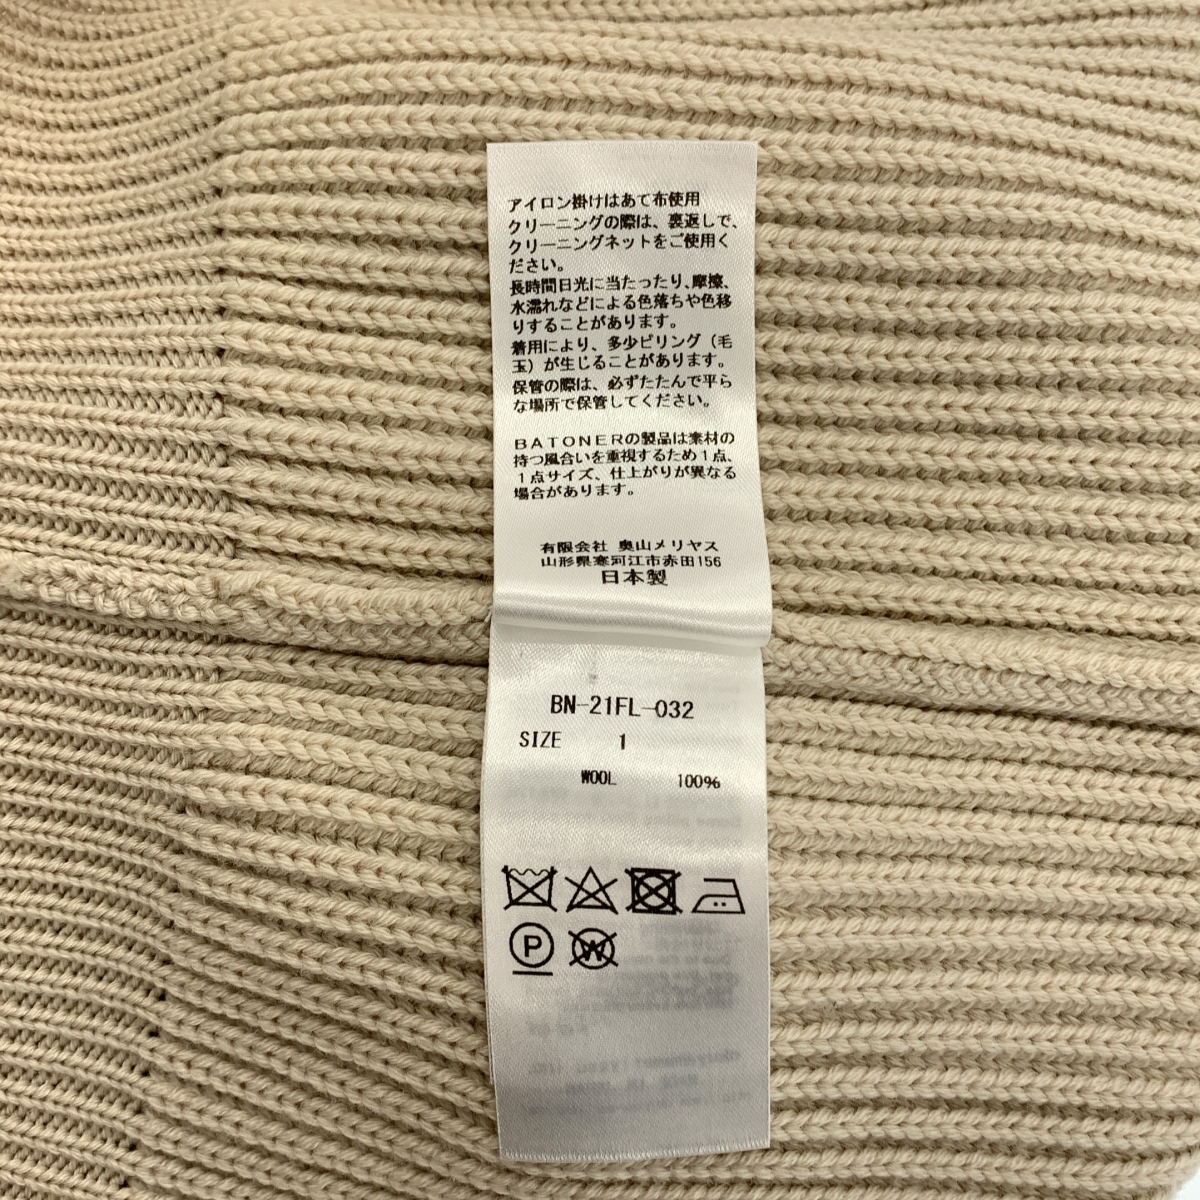 アイロン掛けはあて布使用
クリーニングの際は、裏返しで、
クリーニングネットをご使用く
ださい。
長時間日光に当たったり、摩擦、
水濡れなどによる色落ちや色移
りすることがあります。
着用により、多少ピリング（毛
玉）が生じることがあります。
保管の際は、必ずたたんで平ら
な場所で保管してください。
BATONERの製品は素材の
持つ風合いを重視するため1点、
1点サイズ、仕上がりが異なる
場合があります。
有限会社 奥山メリヤス
山形県寒河江市赤田156
日本製
BN-21FL-032
SIZE 1
WOOL 100%
P
W